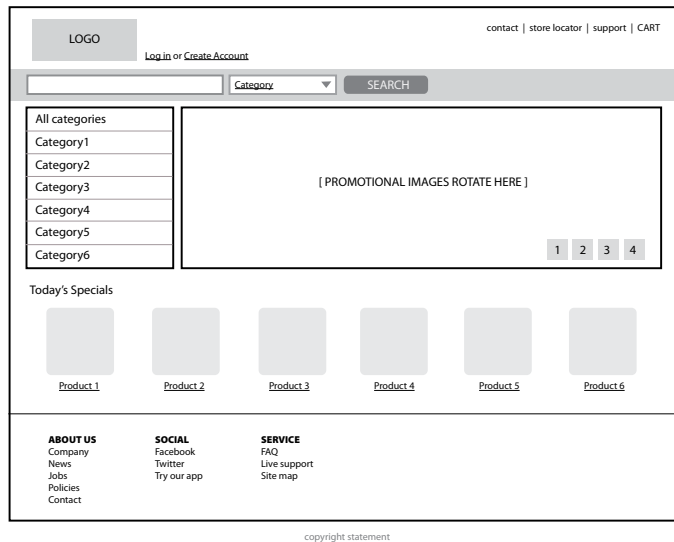 LOGO
contact | store locator | support | CART
Log in or Create Account
Category
SEARCH
All categories
Category1
Category2
Category3
Category4
Category5
Category6
[ PROMOTIONAL IMAGES ROTATE HERE ]
1 2 3 4
Today's Specials
Product 1 Product 2 Product 3 Product 4 Product 5 Product 6
ABOUT US
Company
News
Jobs
Policies
Contact
SOCIAL
Facebook
Twitter
Try our app
SERVICE
FAQ
Live support
Site map
copyright statement